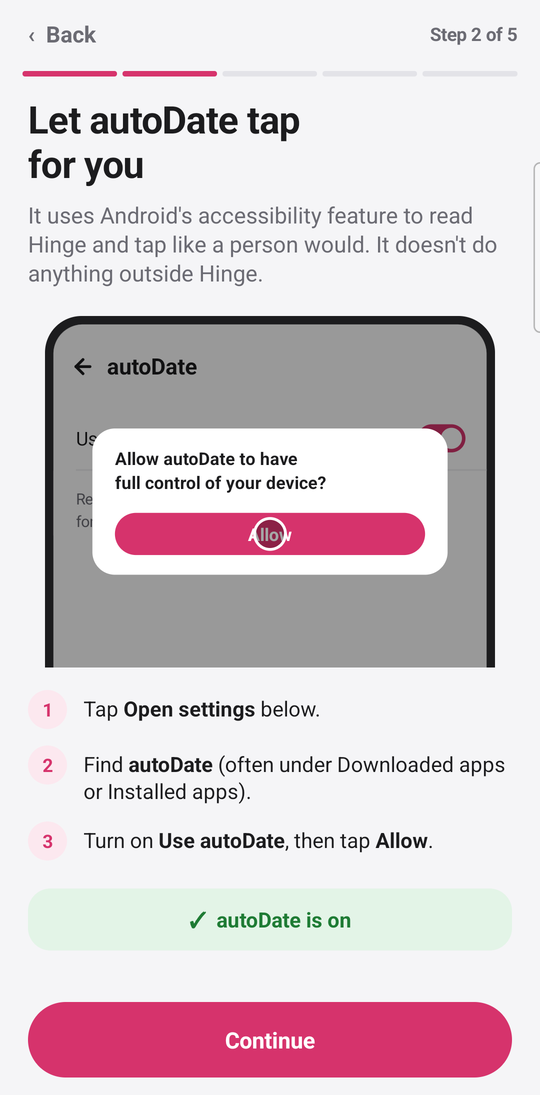 ‹ Back
Step 2 of 5
Let autoDate tap
for you
It uses Android's accessibility feature to read
Hinge and tap like a person would. It doesn't do
anything outside Hinge.
autoDate
Us
Allow autoDate to have
full control of your device?
Re
for
Allow
1 Tap Open settings below.
2 Find autoDate (often under Downloaded apps
or Installed apps).
3 Turn on Use autoDate, then tap Allow.
✓ autoDate is on
Continue